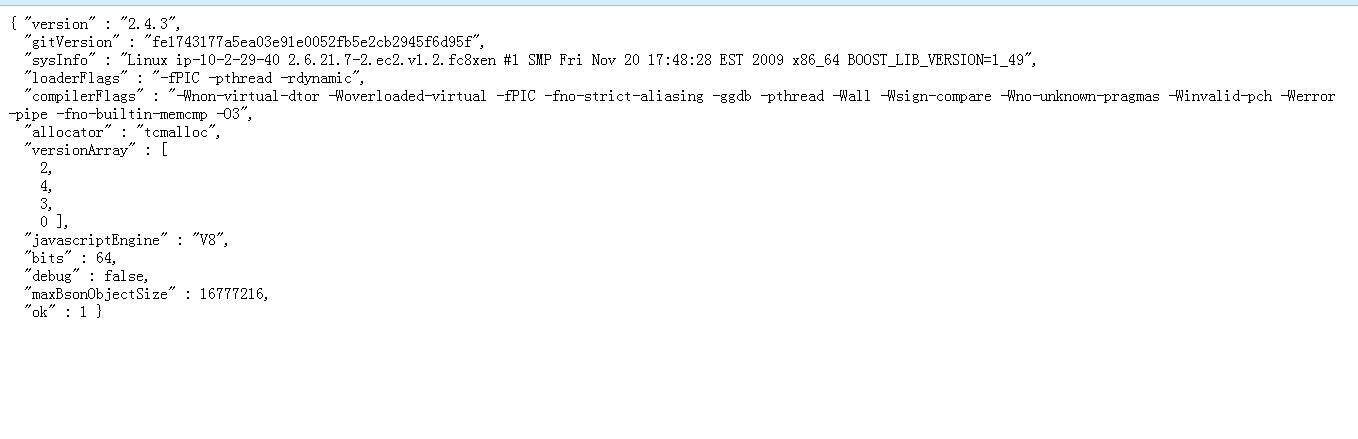 { "version" : "2.4.3",
"gitVersion" : "fe1743177a5ea03e91e0052fb5e2cb2945f6d95f",
"sysInfo" : "Linux ip-10-2-29-40 2.6.21.7-2.ec2.v1.2.fc8xen #1 SMP Fri Nov 20 17:48:28 EST 2009 x86_64 BOOST_LIB_VERSION=1_49",
"loaderFlags" : "-fPIC -pthread -rdynamic",
"compilerFlags" : "-Wnon-virtual-dtor -Woverloaded-virtual -fPIC -fno-strict-aliasing -ggdb -pthread -Wall -Wsign-compare -Wno-unknown-pragmas -Winvalid-pch -Werror
-pipe -fno-builtin-memcmp -O3",
"allocator" : "tcmalloc",
"versionArray" : [
2,
4,
3,
0 ],
"javascriptEngine" : "V8",
"bits" : 64,
"debug" : false,
"maxBsonObjectSize" : 16777216,
"ok" : 1 }